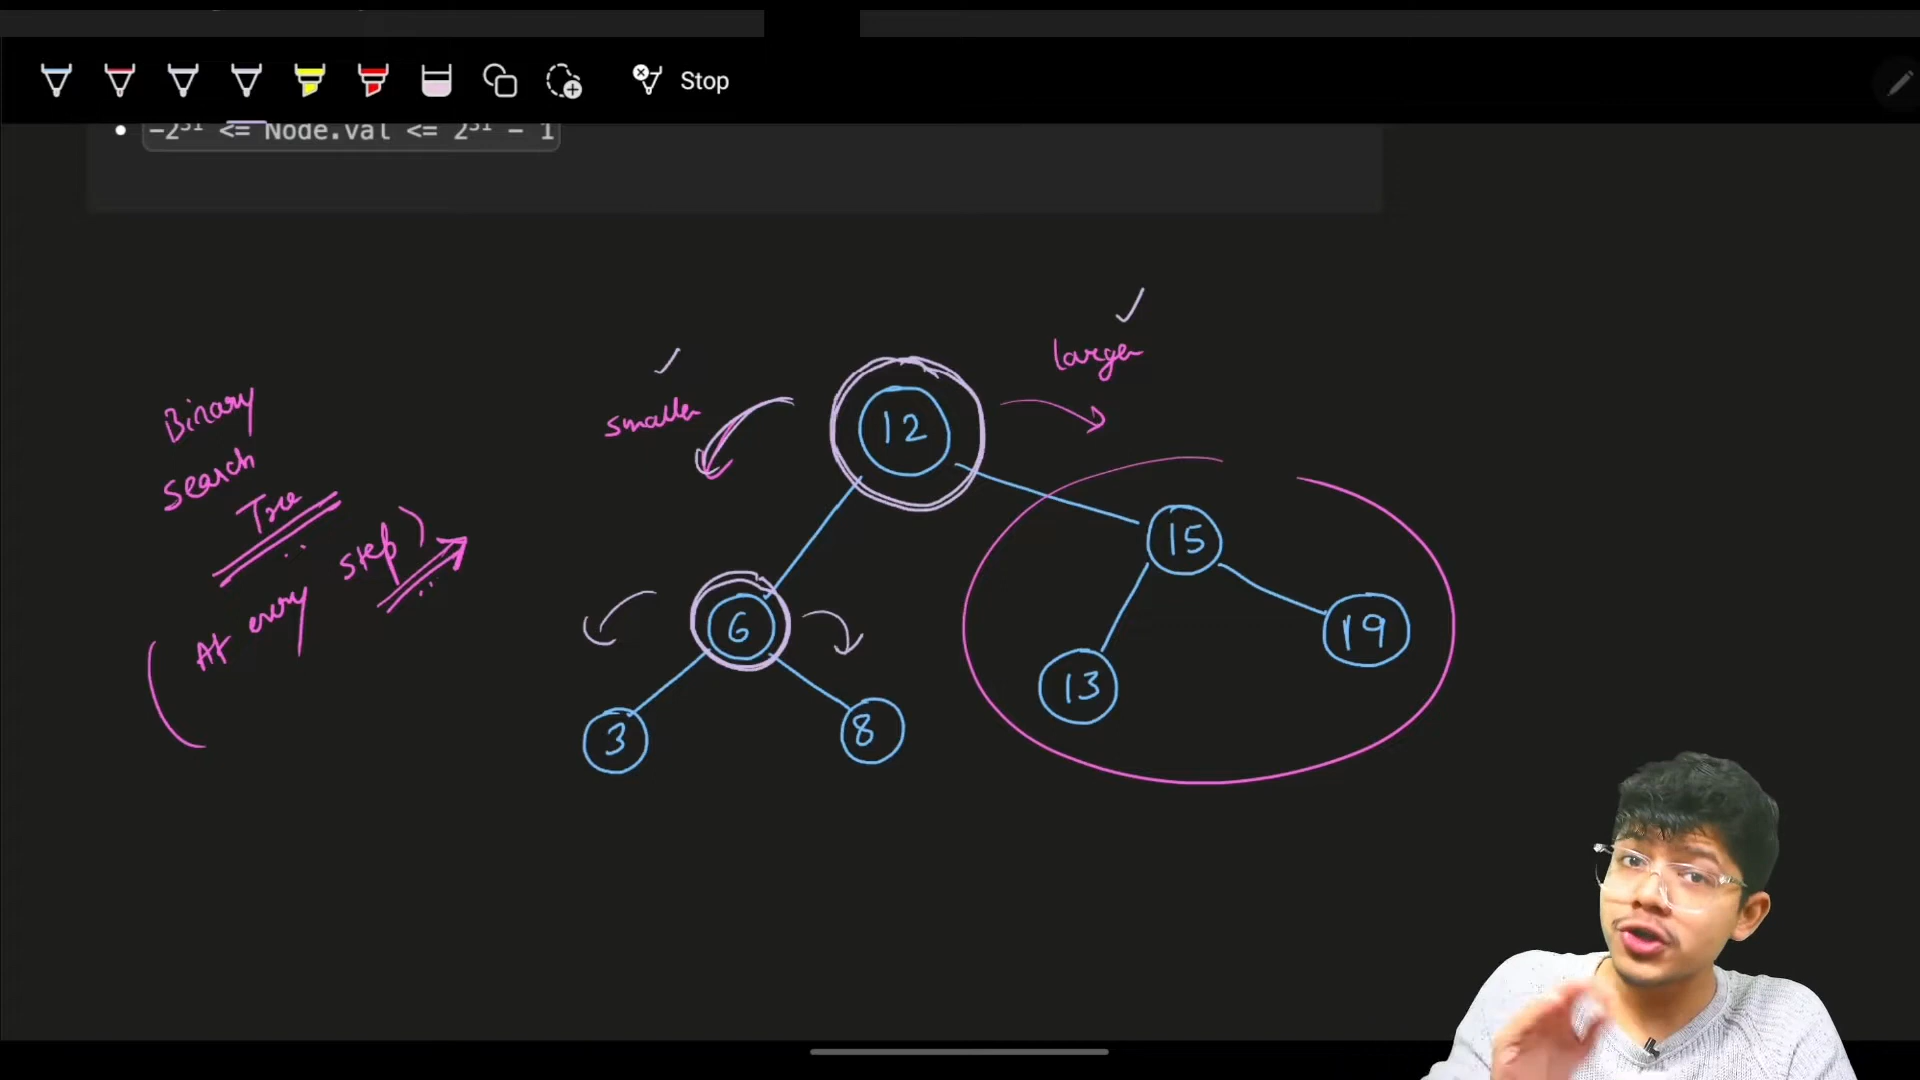 Stop
-2³¹ <= Node.val <= 2³¹ - 1
larger
smaller
12
Binary
search
Tree
(At every step)
15
6
19
13
3
8